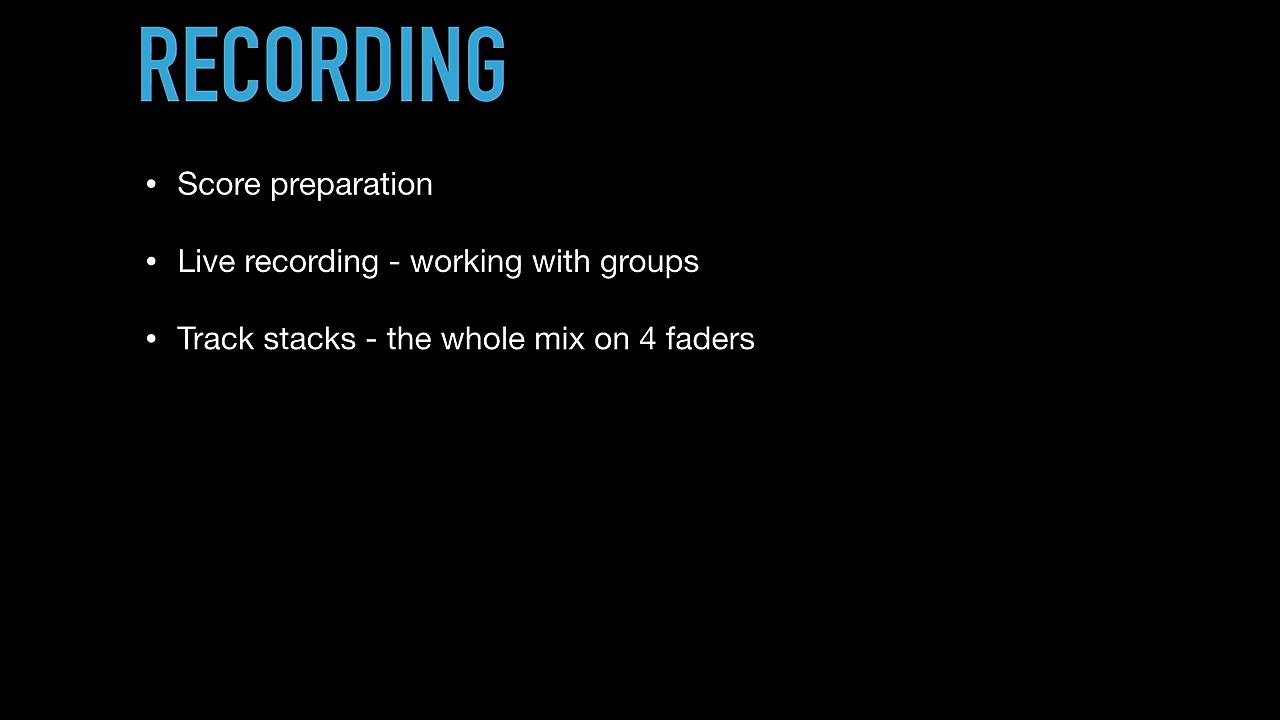 RECORDING
• Score preparation
• Live recording - working with groups
• Track stacks - the whole mix on 4 faders